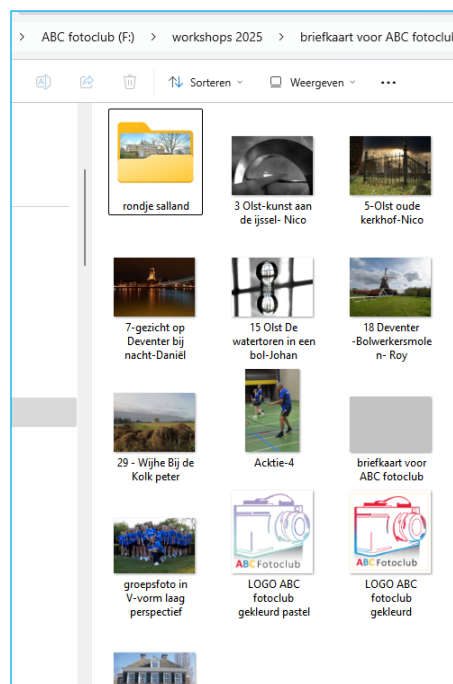 ABC fotoclub (F:) > workshops 2025 > briefkaart voor ABC fotoclu
Sorteren Weergeven ...
rondje salland
3 Olst-kunst aan
de ijssel- Nico
5-Olst oude
kerkhof-Nico
7-gezicht op
Deventer bij
nacht-Daniël
15 Olst De
watertoren in een
bol-Johan
18 Deventer
-Bolwerksmole
n- Roy
29 - Wijhe Bij de
Kolk peter
Acktie-4
briefkaart voor
ABC fotoclub
groepsfoto in
V-vorm laag
perspectief
ABC Fotoclub
LOGO ABC
fotoclub
gekleurd pastel
ABC Fotoclub
LOGO ABC
fotoclub
gekleurd